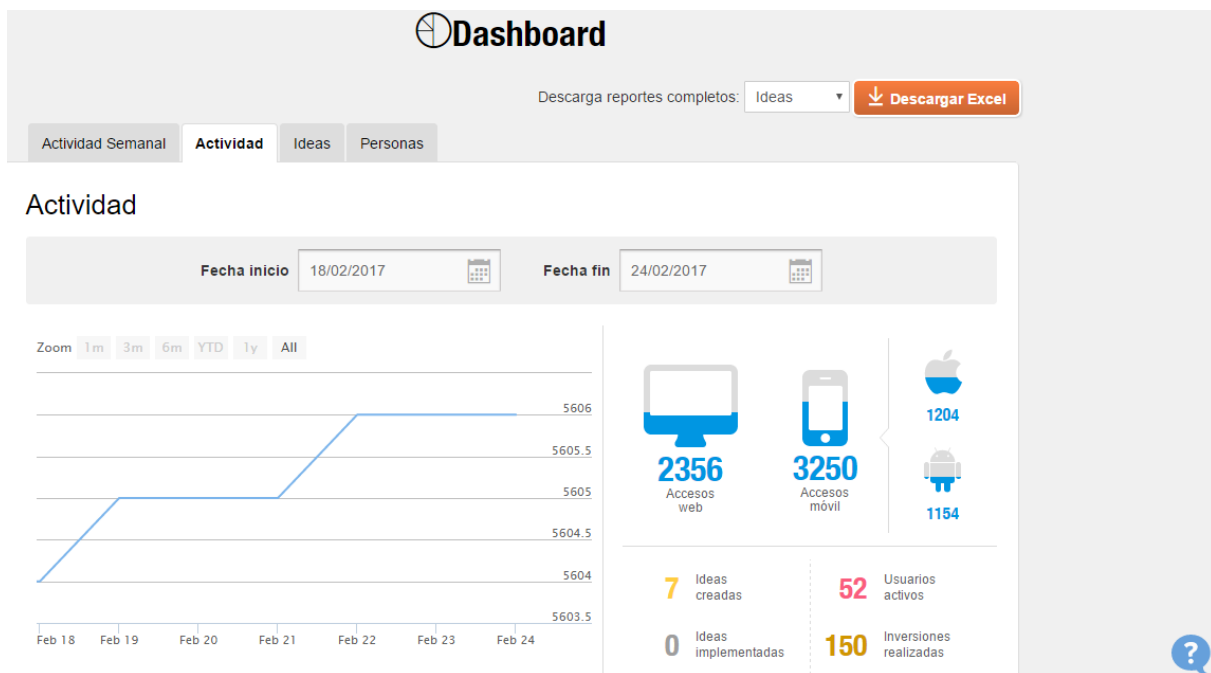 Dashboard
Descarga reportes completos: Ideas Descargar Excel
Actividad Semanal Actividad Ideas Personas
Actividad
Fecha inicio 18/02/2017 Fecha fin 24/02/2017
Zoom 1m 3m 6m YTD 1y All
5606
5605.5
5605
5604.5
5604
5603.5
Feb 18 Feb 19 Feb 20 Feb 21 Feb 22 Feb 23 Feb 24
2356
Accesos
web
3250
Accesos
móvil
1204
1154
7 Ideas
creadas
52 Usuarios
activos
0 Ideas
implementadas
150 Inversiones
realizadas
?